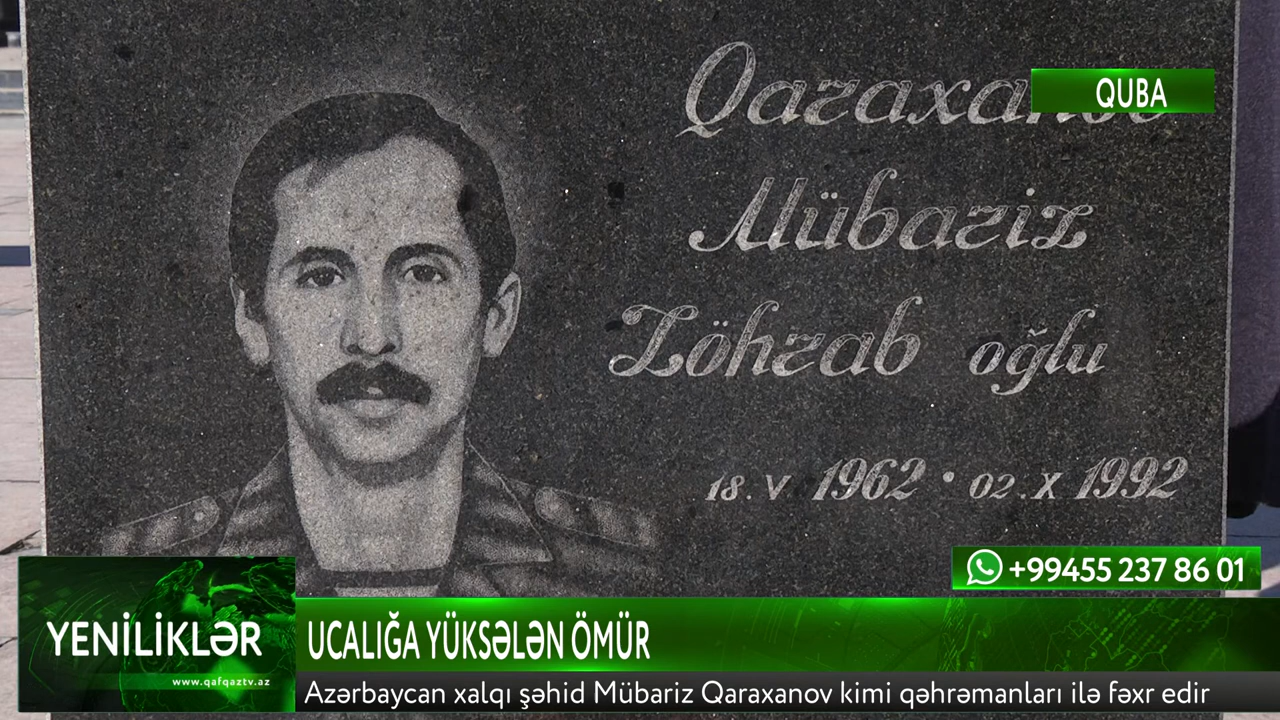 Qaraxanov
QUBA
Mübariz
Zöhrab oğlu
18.V 1962 • 02.X 1992
+99455 237 86 01
YENİLİKLƏR
www.qafqaztv.az
UCALIĞA YÜKSƏLƏN ÖMÜR
Azərbaycan xalqı şəhid Mübariz Qaraxanov kimi qəhrəmanları ilə fəxr edir